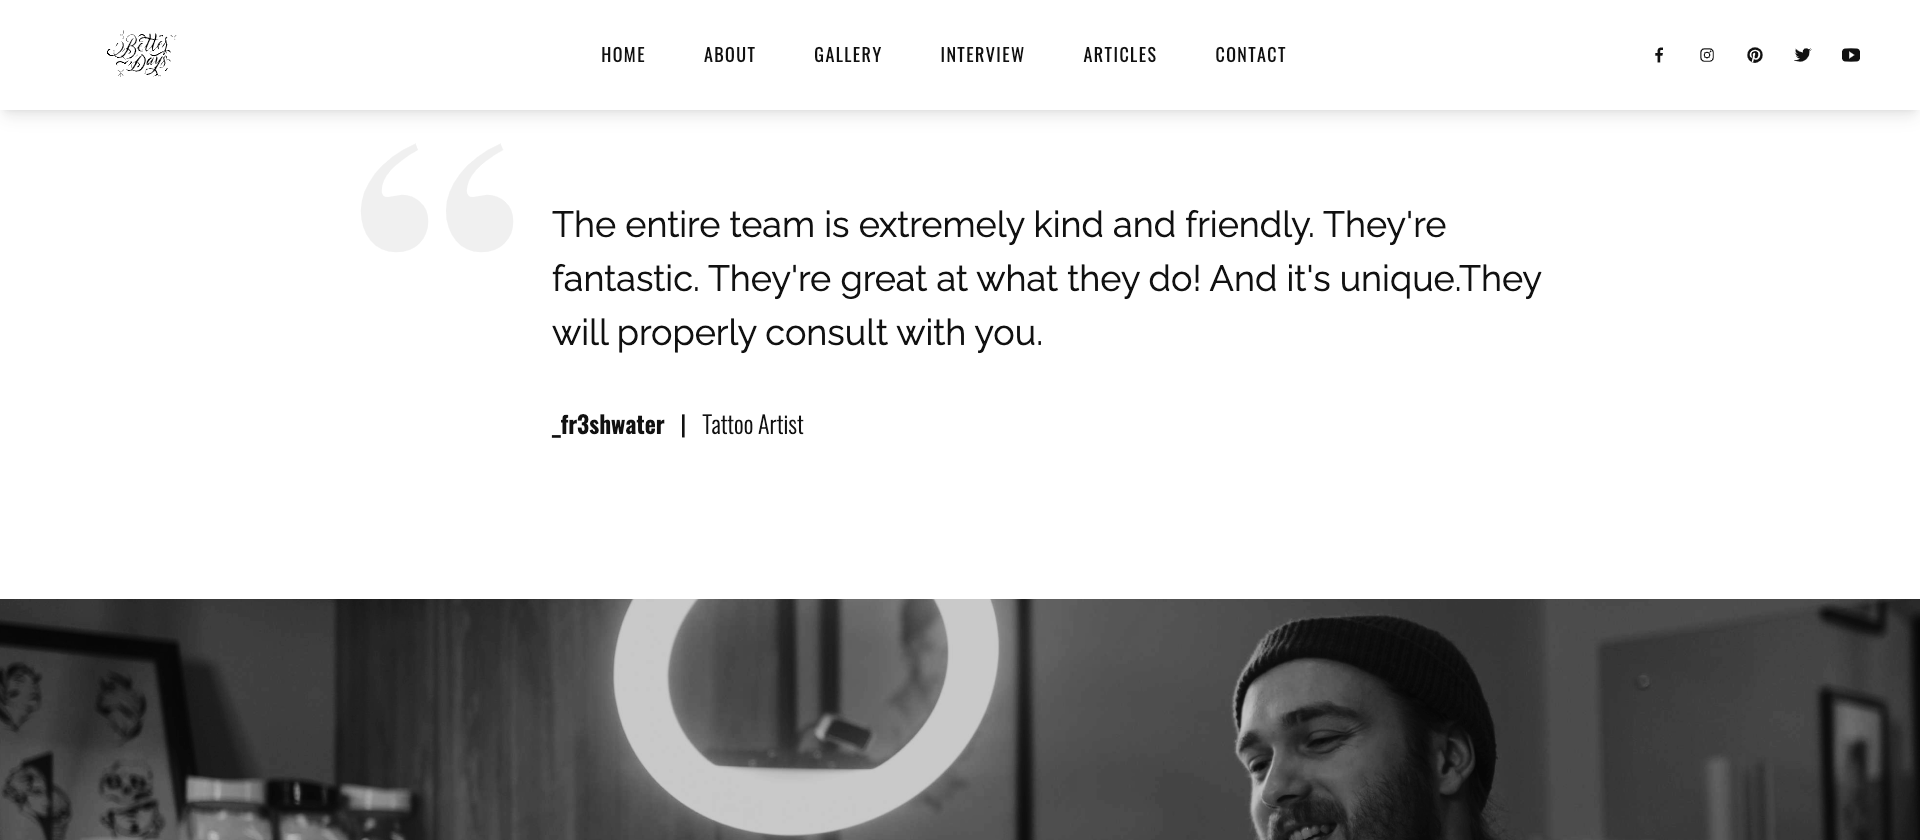 Better
Days
HOME ABOUT GALLERY INTERVIEW ARTICLES CONTACT
“
The entire team is extremely kind and friendly. They're
fantastic. They're great at what they do! And it's unique.They
will properly consult with you.
_fr3shwater | Tattoo Artist